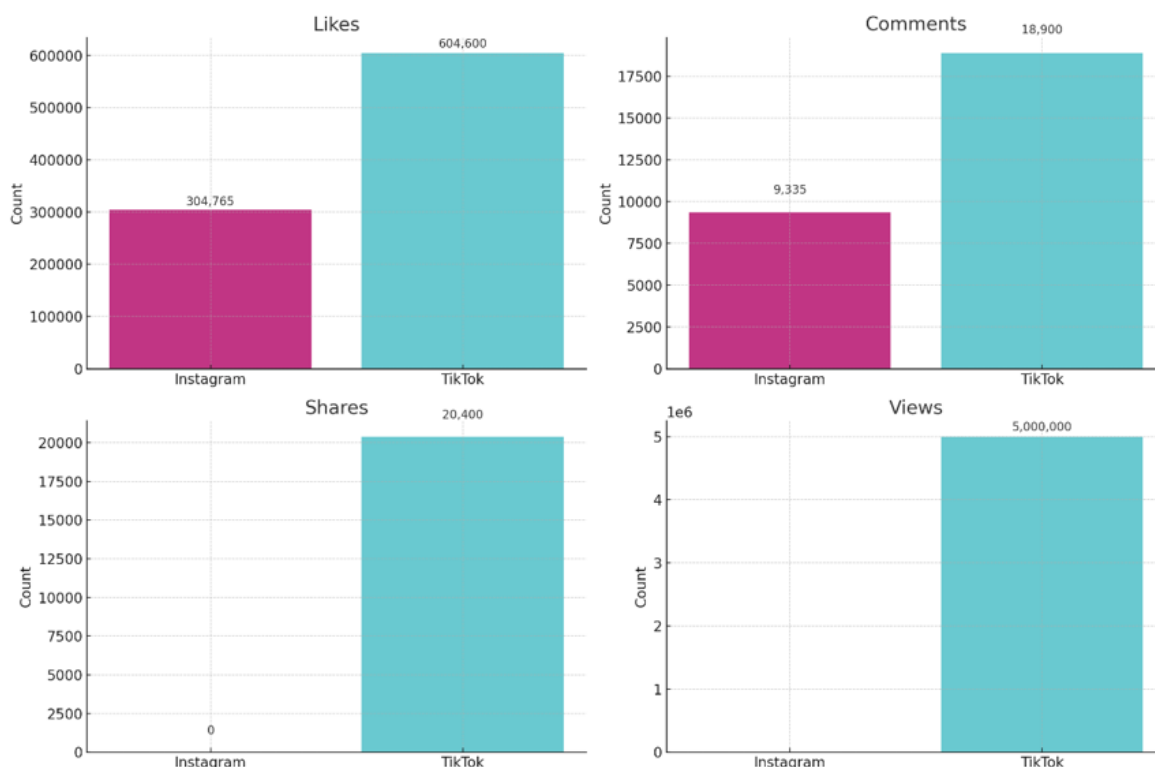 Likes
604,600
600000
500000
400000
304,765
300000
200000
100000
0
Count
Instagram TikTok
Comments
18,900
17500
15000
12500
9,335
10000
7500
5000
2500
0
Count
Instagram TikTok
Shares
20,400
20000
17500
15000
12500
10000
7500
5000
2500
0
0
Count
Instagram TikTok
Views
1e6
5,000,000
5
4
3
2
1
0
Count
Instagram TikTok